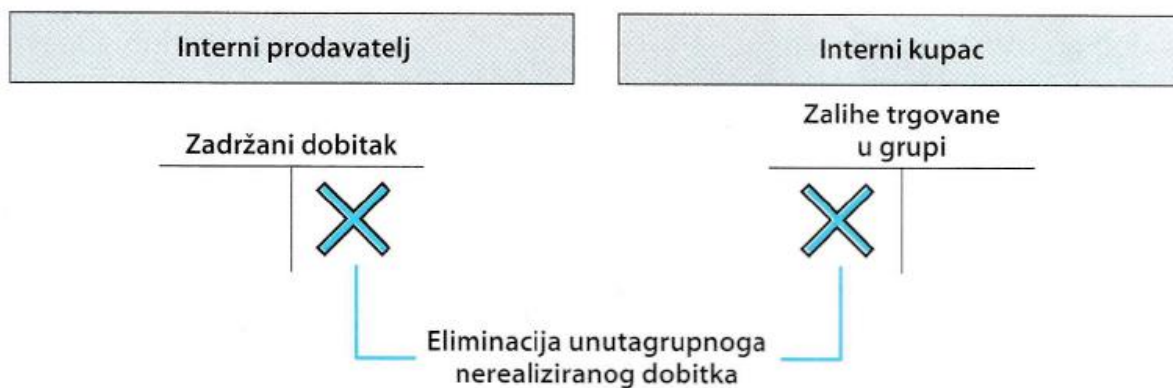 Interni prodavatelj
Interni kupac
Zadržani dobitak
Zalihe trgovane
u grupi
Eliminacija unutagrupnoga
nerealiziranog dobitka